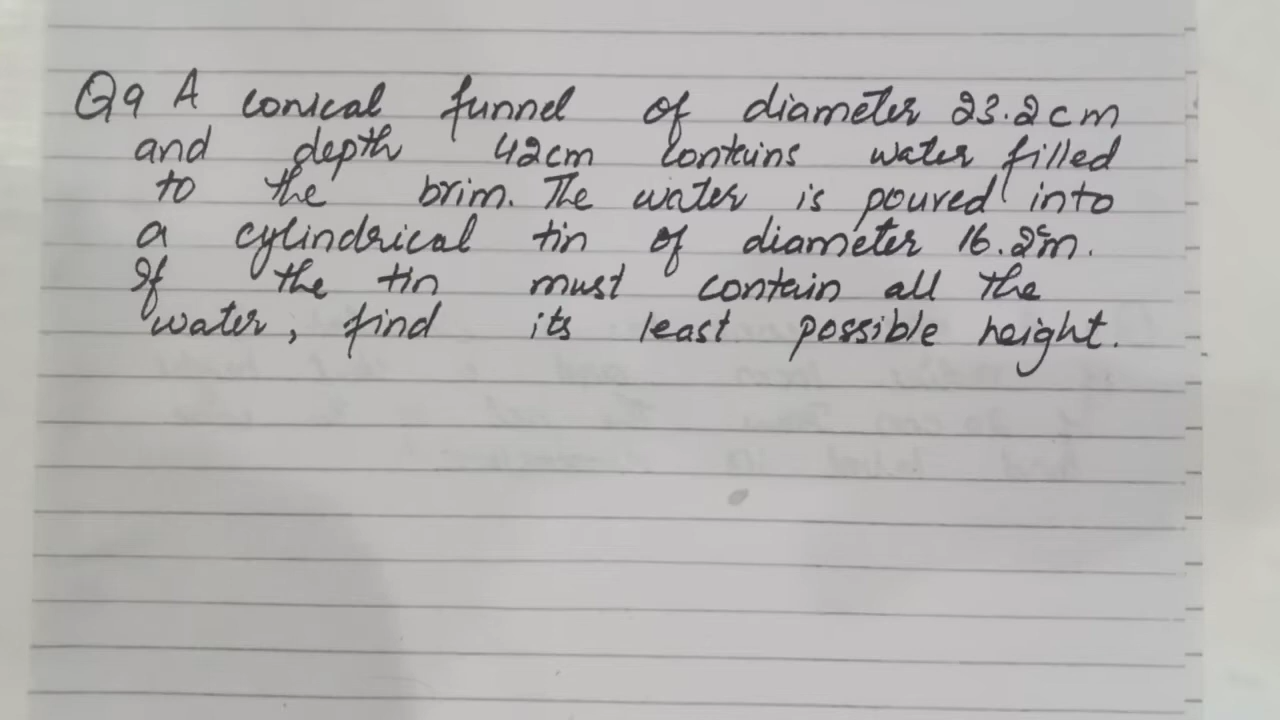 Q9 A conical funnel of diameter 23.2cm
and depth 42cm contains water filled
to the brim. The water is poured into
a cylindrical tin of diameter 16.2cm.
If the tin must contain all the
water, find its least possible height.